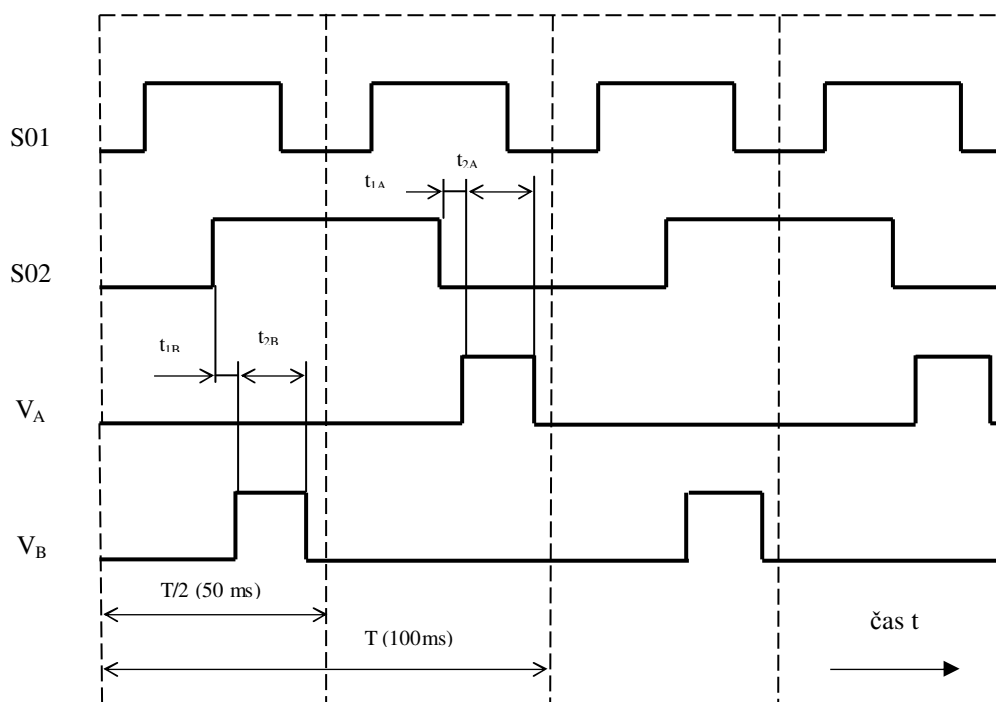 S01
t2A
t1A
S02
t1B
t2B
VA
VB
T/2 (50 ms)
čas t
T (100ms)